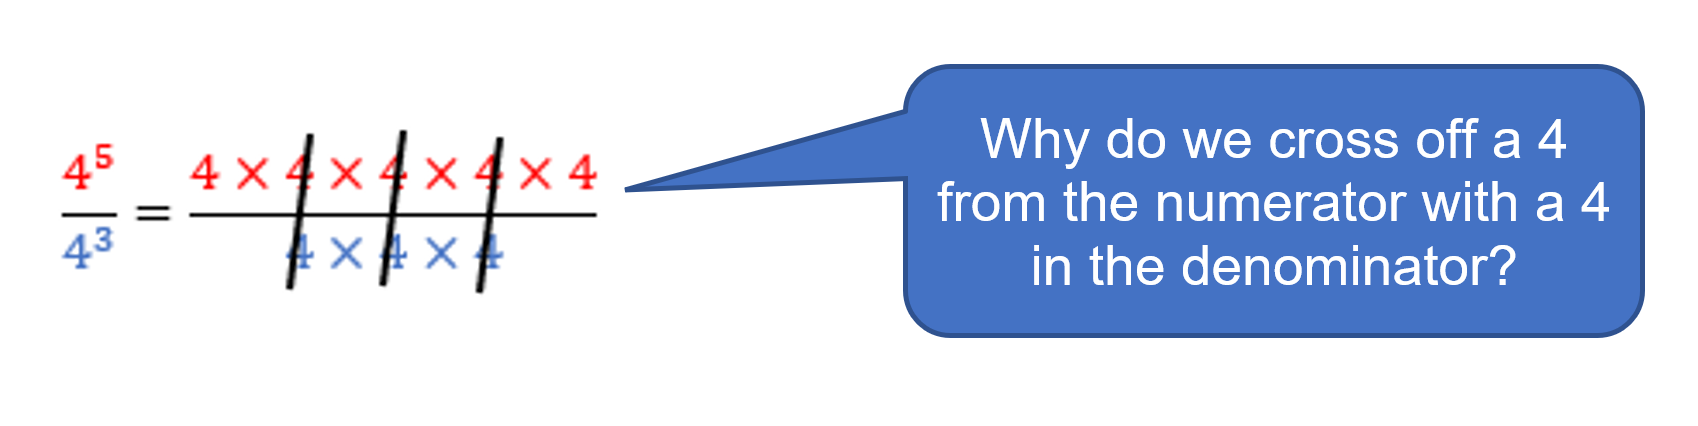 4⁵/4³ = (4 × 4 × 4 × 4 × 4)/(4 × 4 × 4)
Why do we cross off a 4
from the numerator with a 4
in the denominator?